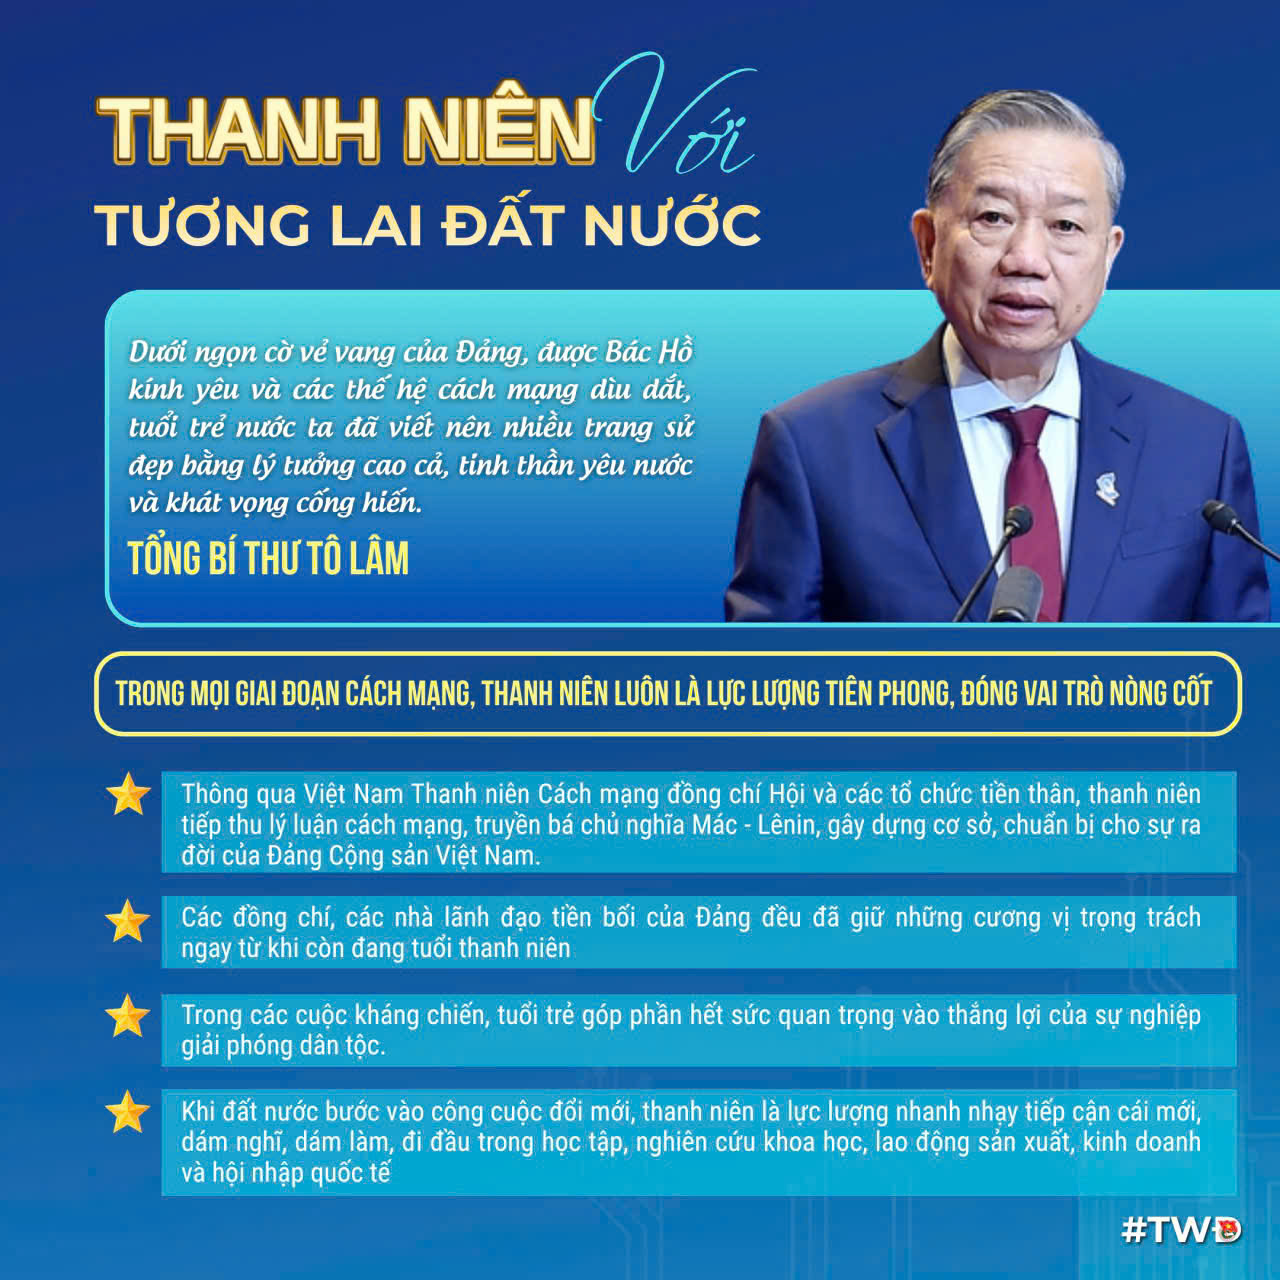 THANH NIÊN Với
TƯƠNG LAI ĐẤT NƯỚC
Dưới ngọn cờ vẻ vang của Đảng, được Bác Hồ
kính yêu và các thế hệ cách mạng dìu dắt,
tuổi trẻ nước ta đã viết nên nhiều trang sử
đẹp bằng lý tưởng cao cả, tinh thần yêu nước
và khát vọng cống hiến.
TỔNG BÍ THƯ TÔ LÂM
TRONG MỌI GIAI ĐOẠN CÁCH MẠNG, THANH NIÊN LUÔN LÀ LỰC LƯỢNG TIÊN PHONG, ĐÓNG VAI TRÒ NÒNG CỐT
Thông qua Việt Nam Thanh niên Cách mạng đồng chí Hội và các tổ chức tiền thân, thanh niên
tiếp thu lý luận cách mạng, truyền bá chủ nghĩa Mác - Lênin, gây dựng cơ sở, chuẩn bị cho sự ra
đời của Đảng Cộng sản Việt Nam.
Các đồng chí, các nhà lãnh đạo tiền bối của Đảng đều đã giữ những cương vị trọng trách
ngay từ khi còn đang tuổi thanh niên
Trong các cuộc kháng chiến, tuổi trẻ góp phần hết sức quan trọng vào thắng lợi của sự nghiệp
giải phóng dân tộc.
Khi đất nước bước vào công cuộc đổi mới, thanh niên là lực lượng nhanh nhạy tiếp cận cái mới,
dám nghĩ, dám làm, đi đầu trong học tập, nghiên cứu khoa học, lao động sản xuất, kinh doanh
và hội nhập quốc tế
#TWĐ